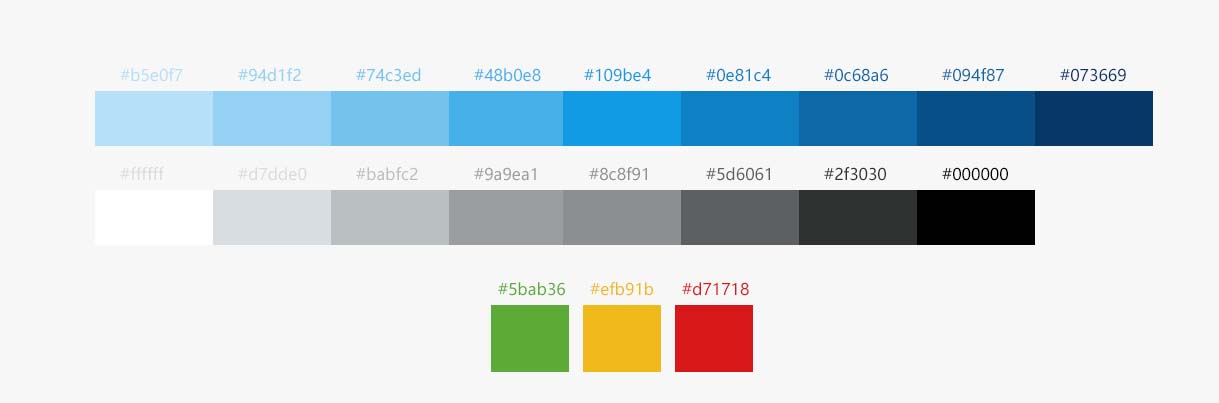 #b5e0f7 #94d1f2 #74c3ed #48b0e8 #109be4 #0e81c4 #0c68a6 #094f87 #073669
#ffffff #d7dde0 #babfc2 #9a9ea1 #8c8f91 #5d6061 #2f3030 #000000
#5bab36 #efb91b #d71718